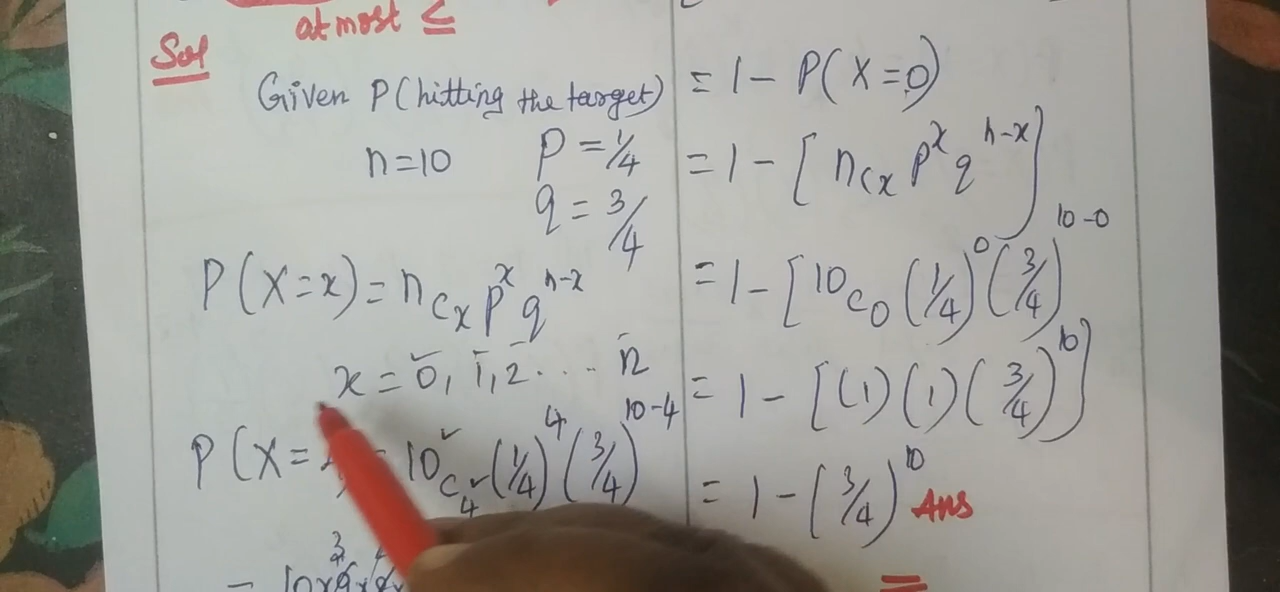 at most ≤
Sol
Given P(hitting the target)
n=10 p = 1/4
q = 3/4
P(X=x) = nCx p^x q^n-x
x = 0, 1, 2 ... n
P(X= = 10C4 (1/4)^4 (3/4)^10-4
= 10x9x
= 1 - P(X=0)
= 1 - [nCx p^x q^n-x]
= 1 - [10C0 (1/4)^0 (3/4)^10-0
= 1 - [(1)(1)(3/4)^10]
= 1 - (3/4)^10 Ans